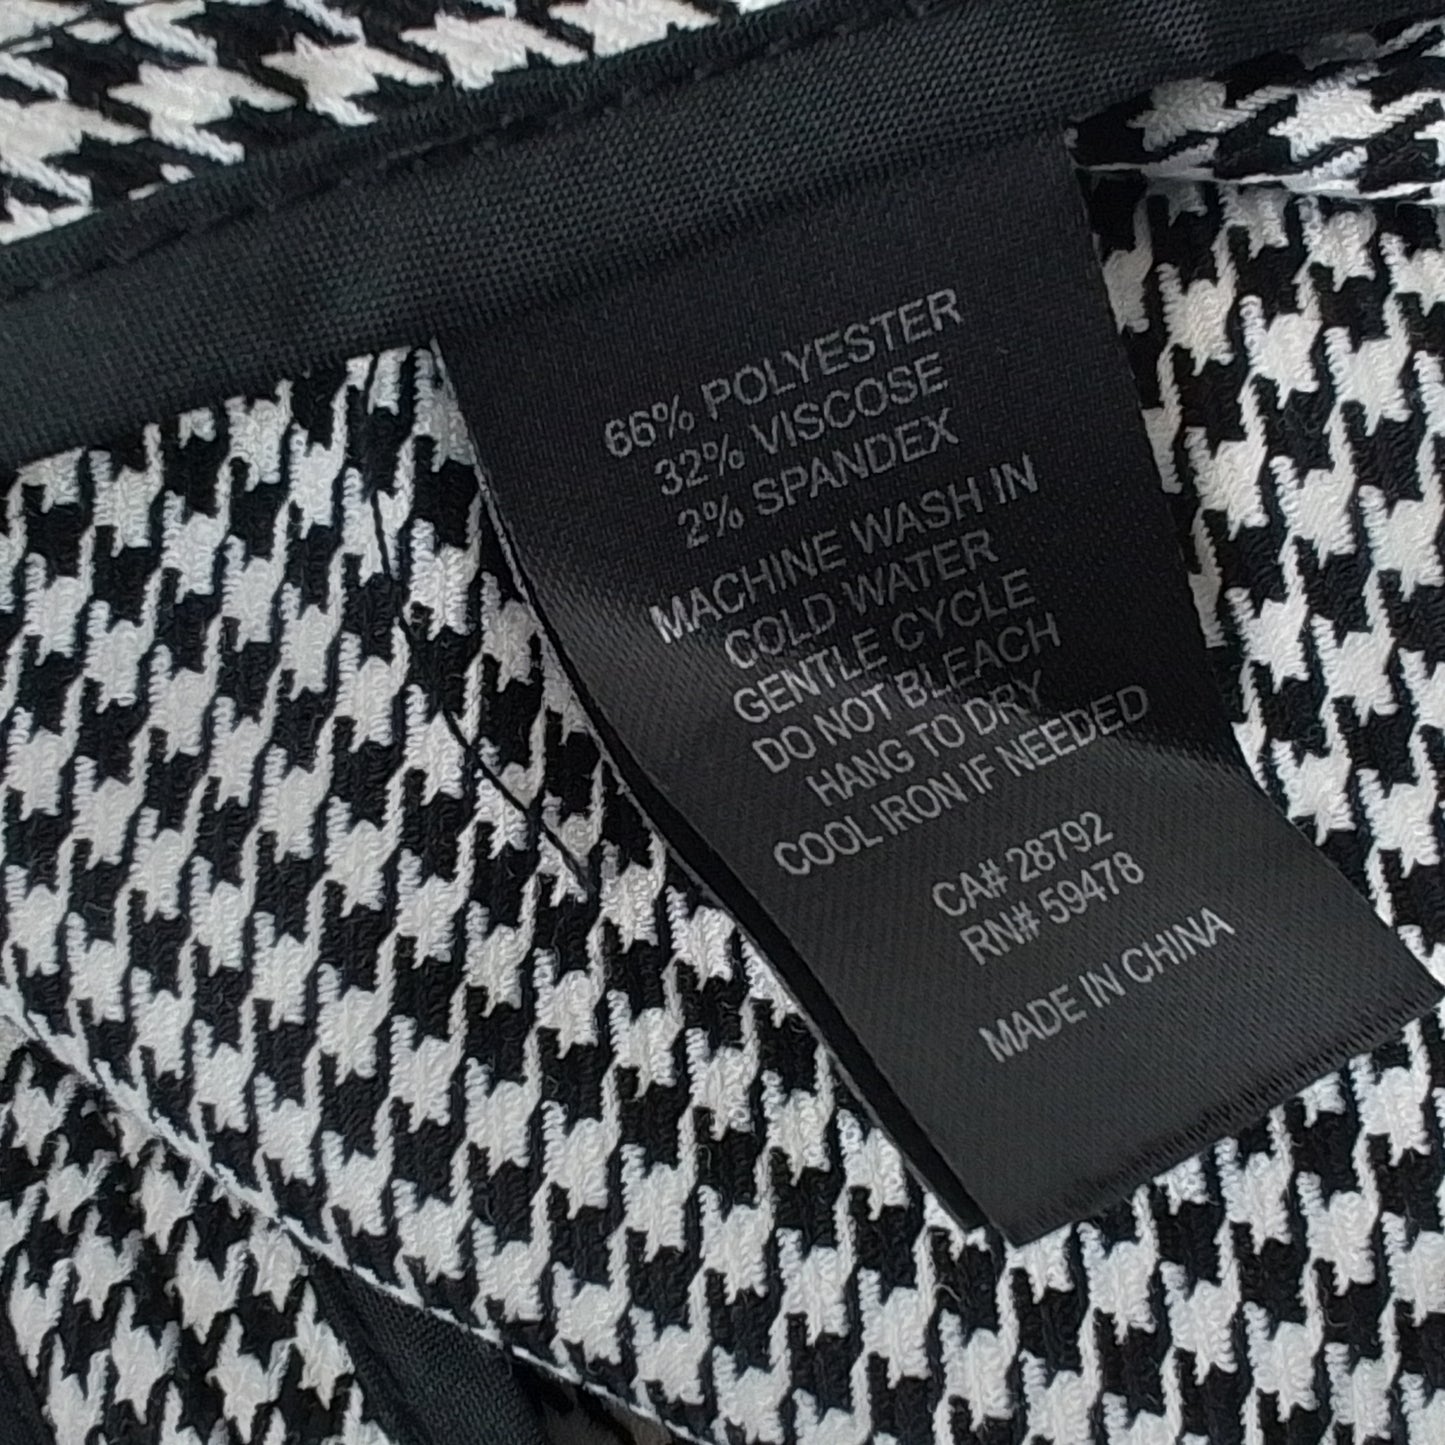 66% POLYESTER
32% VISCOSE
2% SPANDEX
MACHINE WASH IN
COLD WATER
GENTLE CYCLE
DO NOT BLEACH
HANG TO DRY
COOL IRON IF NEEDED
CA# 28792
RN# 59478
MADE IN CHINA